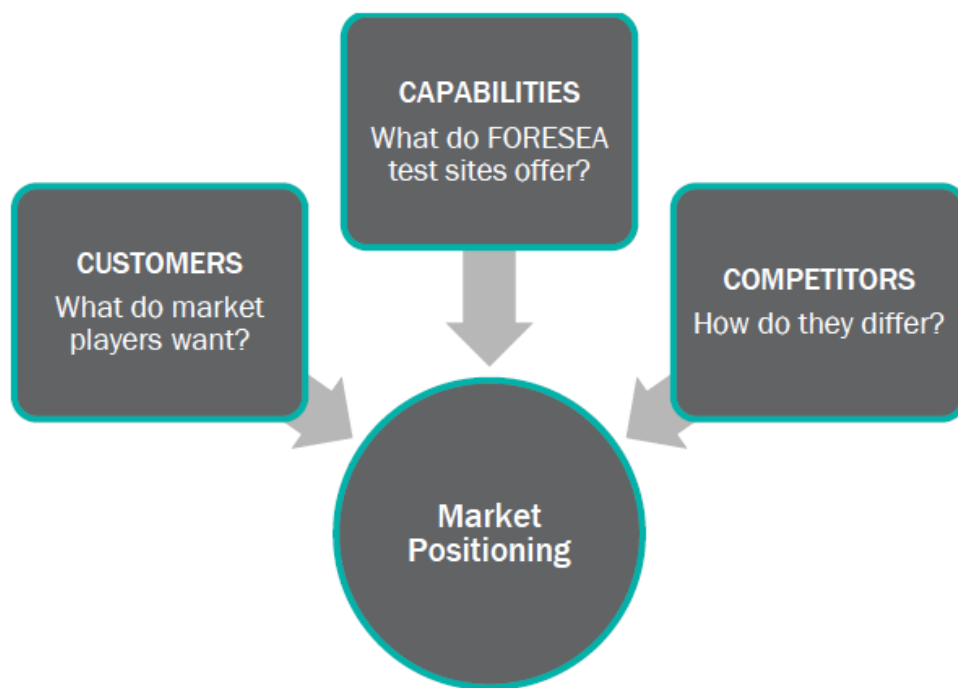 CAPABILITIES
What do FORESEA
test sites offer?
CUSTOMERS
What do market
players want?
COMPETITORS
How do they differ?
Market
Positioning